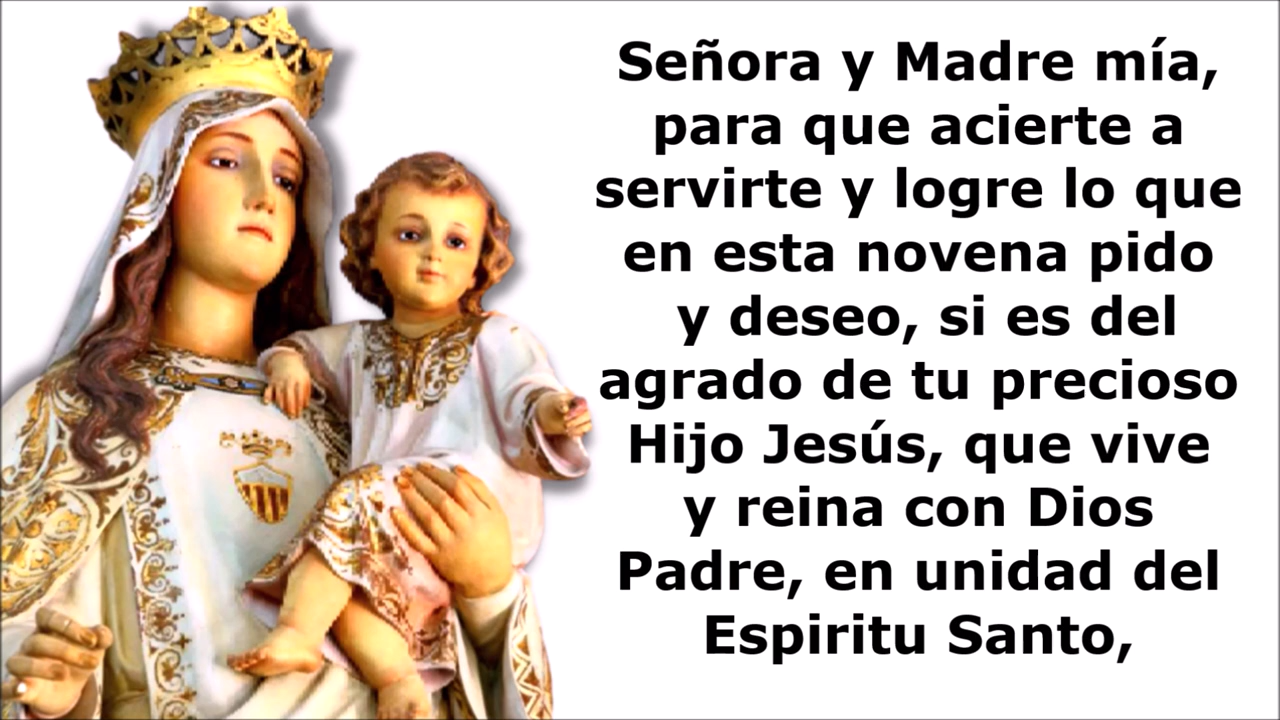 Señora y Madre mía,
para que acierte a
servirte y logre lo que
en esta novena pido
y deseo, si es del
agrado de tu precioso
Hijo Jesús, que vive
y reina con Dios
Padre, en unidad del
Espiritu Santo,